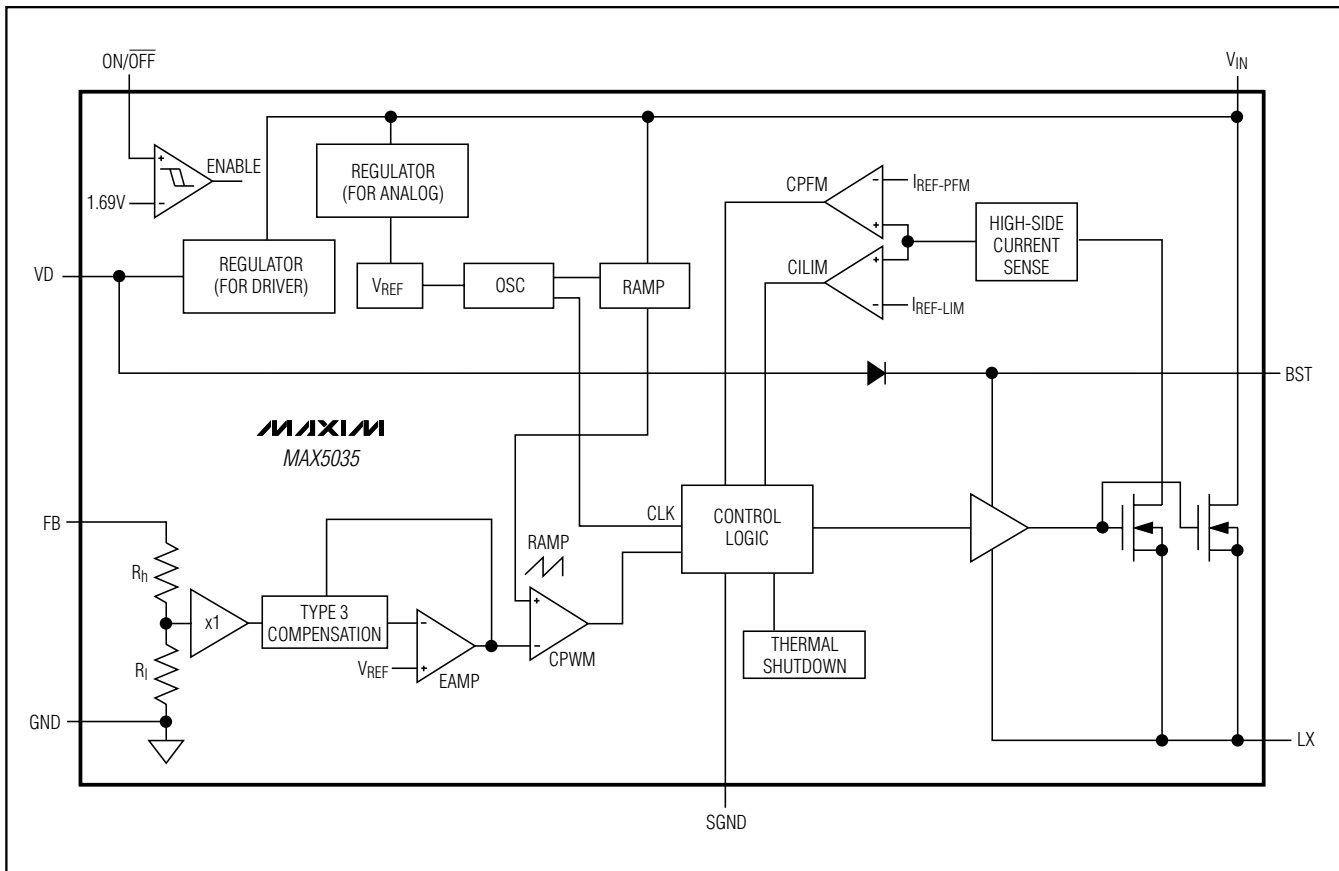 ON/OFF
VIN
ENABLE
1.69V
REGULATOR
(FOR ANALOG)
CPFM
IREF-PFM
HIGH-SIDE
CURRENT
SENSE
VD
REGULATOR
(FOR DRIVER)
VREF
OSC
RAMP
CILIM
IREF-LIM
BST
MAXIM
MAX5035
FB
CLK
CONTROL
LOGIC
RAMP
Rh
x1
TYPE 3
COMPENSATION
THERMAL
SHUTDOWN
VREF
EAMP
CPWM
Rl
GND
LX
SGND